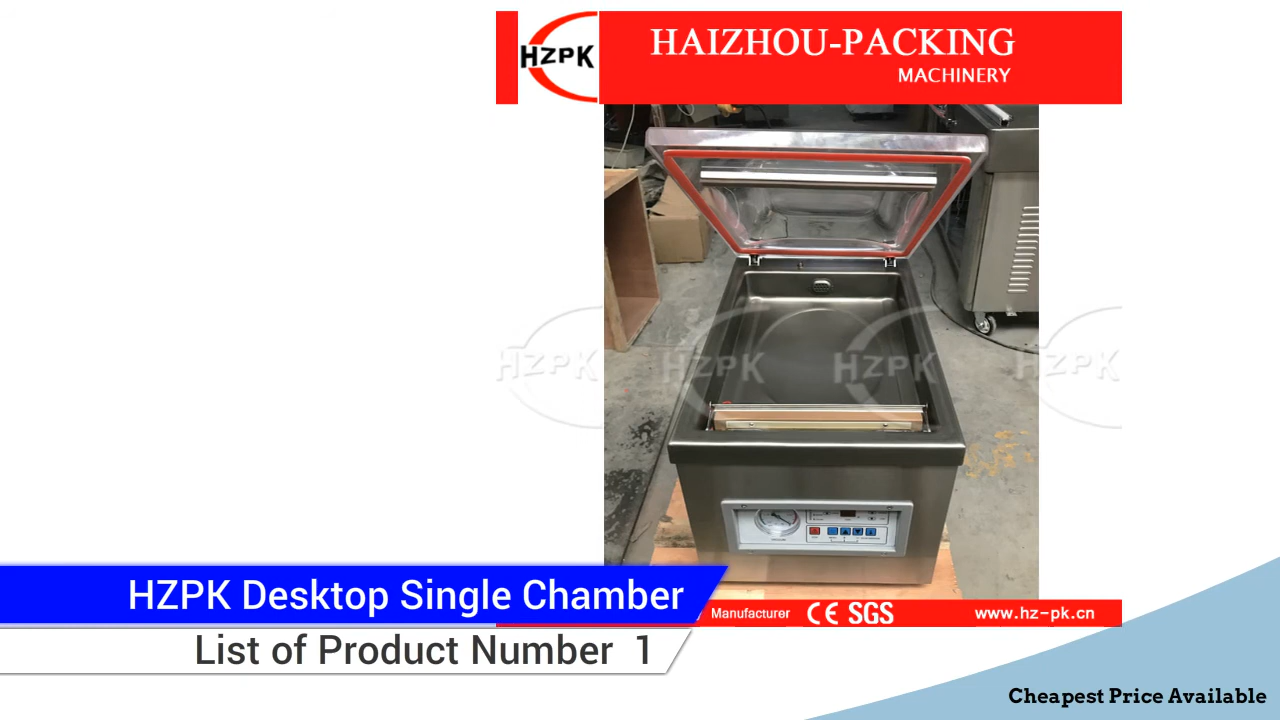 HZPK
HAIZHOU-PACKING
MACHINERY
HZPK
HZPK
HZPK
HZPK
HZPK Desktop Single Chamber
Manufacturer CE SGS www.hz-pk.cn
List of Product Number 1
Cheapest Price Available